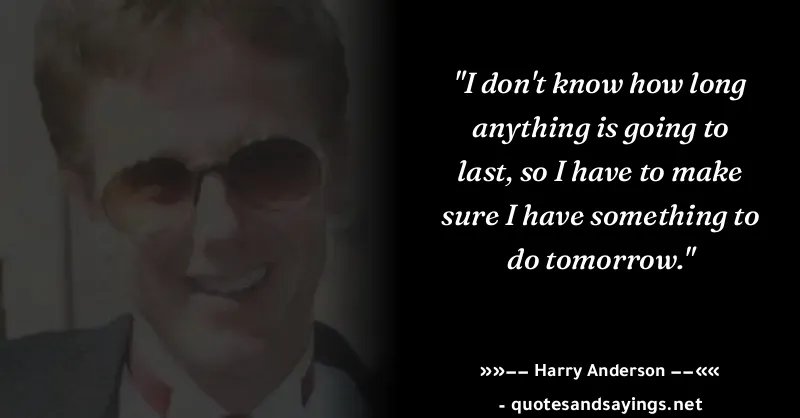 "I don't know how long
anything is going to
last, so I have to make
sure I have something to
do tomorrow."
»»−− Harry Anderson −−««
- quotesandsayings.net